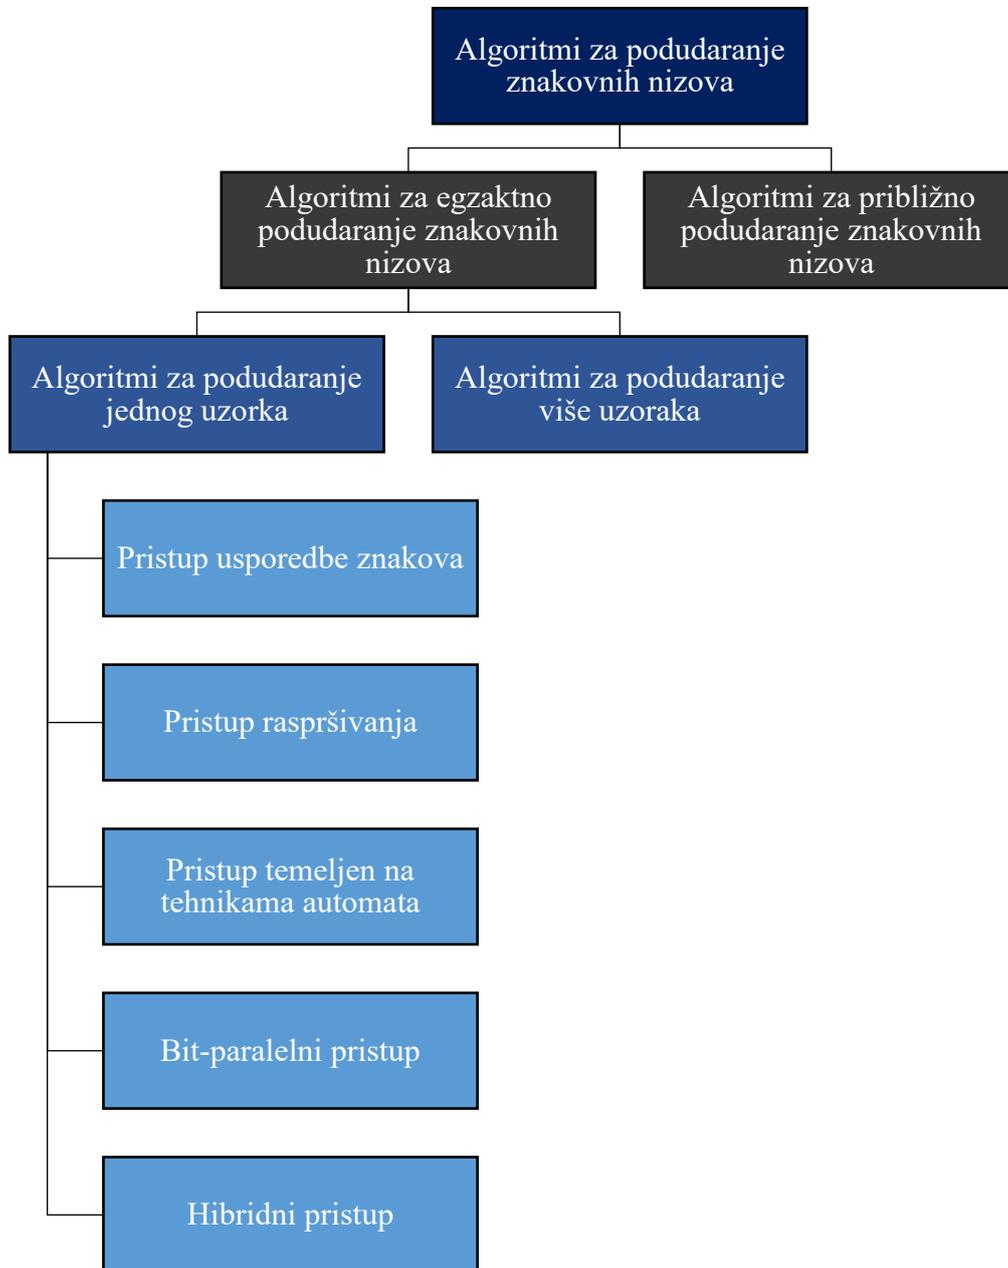 Algoritmi za podudaranje
znakovnih nizova
Algoritmi za egzaktno
podudaranje znakovnih
nizova
Algoritmi za približno
podudaranje znakovnih
nizova
Algoritmi za podudaranje
jednog uzorka
Algoritmi za podudaranje
više uzoraka
Pristup usporedbe znakova
Pristup raspršivanja
Pristup temeljen na
tehnikama automata
Bit-paralelni pristup
Hibridni pristup